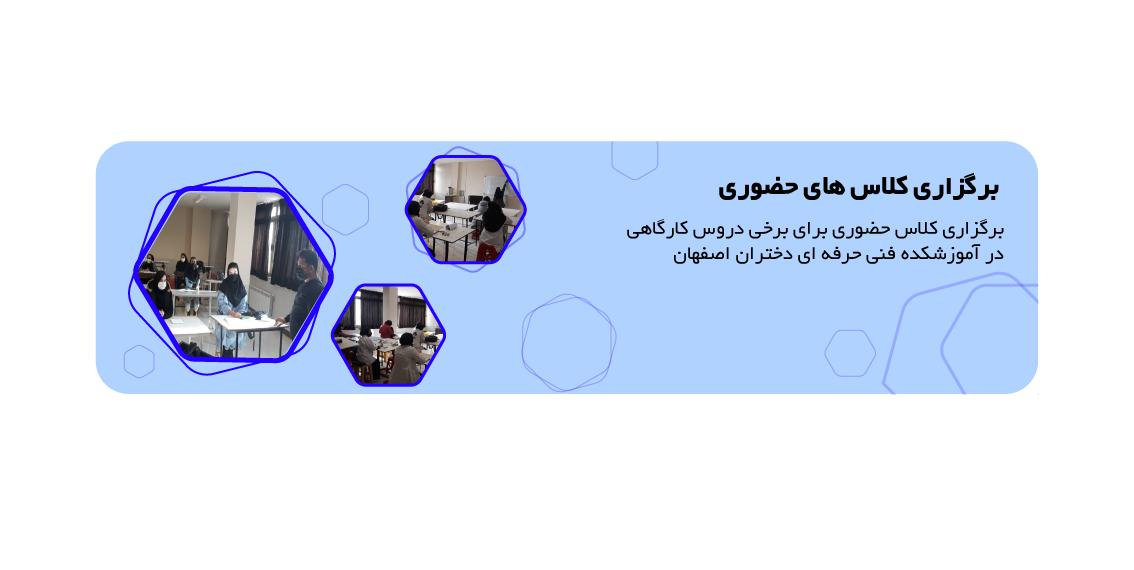 برگزاری کلاس های حضوری
برگزاری کلاس حضوری برای برخی دروس کارگاهی
در آموزشکده فنی حرفه ای دختران اصفهان